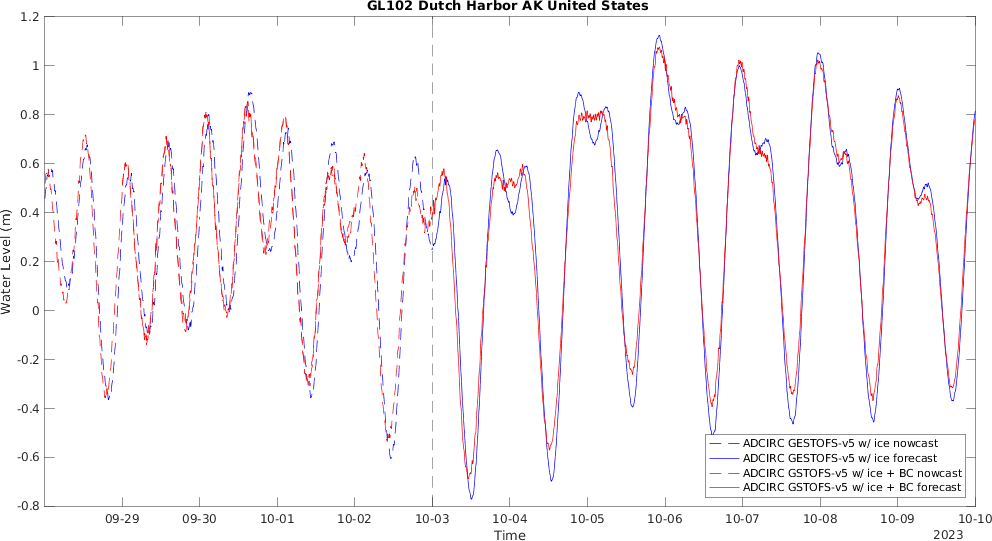 GL102 Dutch Harbor AK United States
Water Level (m)
1.2
1
0.8
0.6
0.4
0.2
0
-0.2
-0.4
-0.6
-0.8
ADCIRC GESTOFS-v5 w/ ice nowcast
ADCIRC GESTOFS-v5 w/ ice forecast
ADCIRC GSTOFS-v5 w/ ice + BC nowcast
ADCIRC GSTOFS-v5 w/ ice + BC forecast
09-29 09-30 10-01 10-02 10-03 10-04 10-05 10-06 10-07 10-08 10-09 10-10
Time
2023